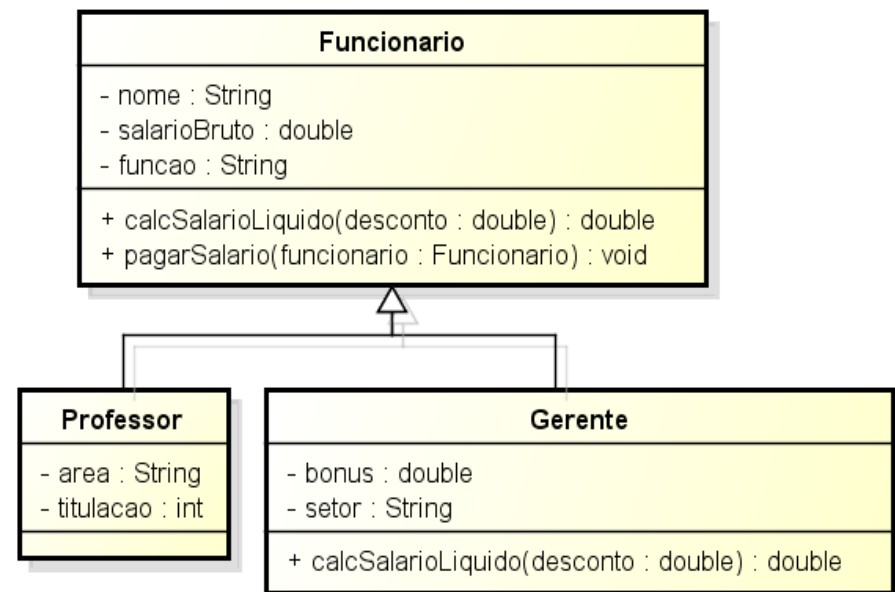 Funcionario
- nome : String
- salarioBruto : double
- funcao : String
+ calcSalarioLiquido(desconto : double) : double
+ pagarSalario(funcionario : Funcionario) : void
Professor
- area : String
- titulacao : int
Gerente
- bonus : double
- setor : String
+ calcSalarioLiquido(desconto : double) : double